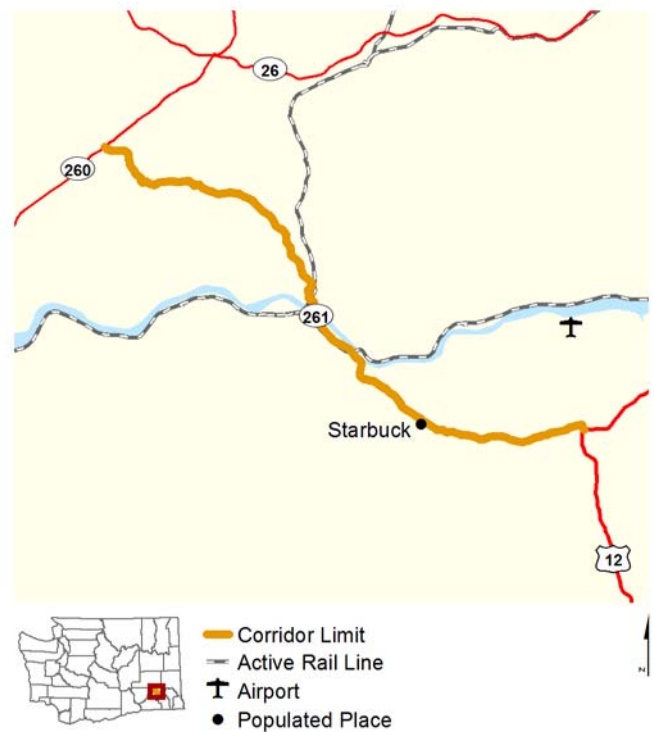 26
260
261
Starbuck
12
Corridor Limit
Active Rail Line
Airport
Populated Place
N